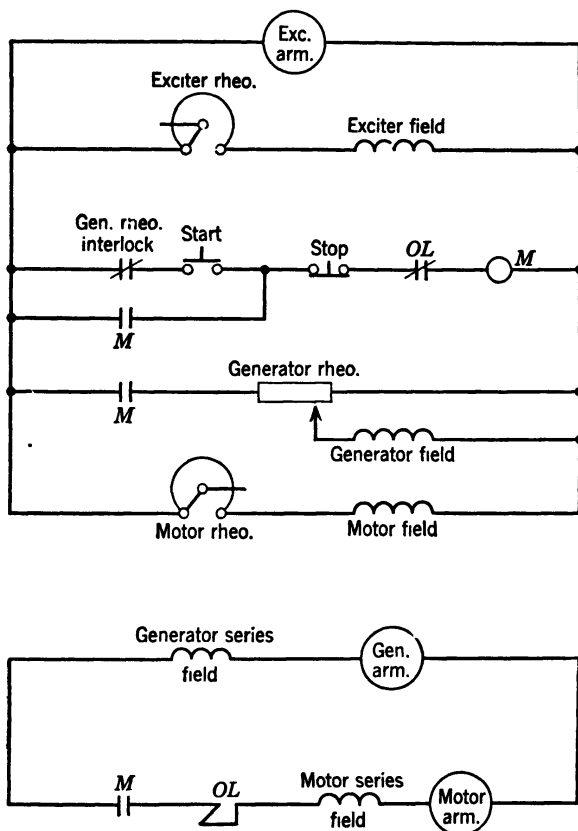 Exc.
arm.
Exciter rheo.
Exciter field
Gen. rheo.
interlock
Start
Stop
OL
M
M
Generator rheo.
M
Generator field
Motor rheo.
Motor field
Generator series
field
Gen.
arm.
M
OL
Motor series
field
Motor
arm.